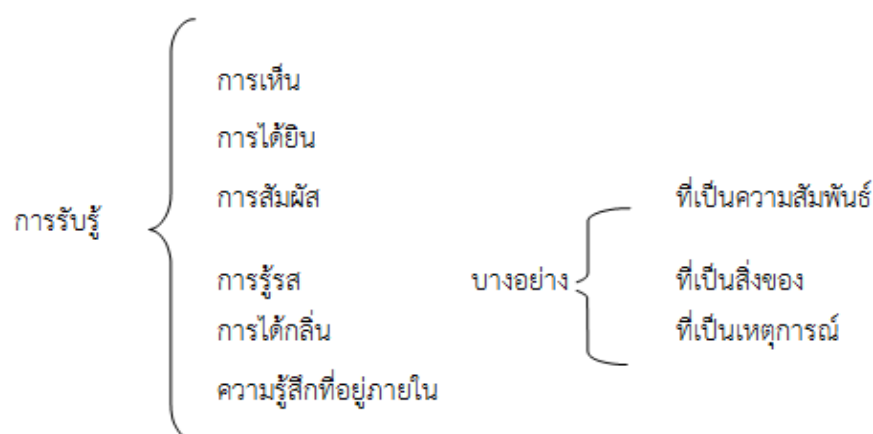 การเห็น
การได้ยิน
การสัมผัส ที่เป็นความสัมพันธ์
การรับรู้
การรู้รส บางอย่าง ที่เป็นสิ่งของ
การได้กลิ่น ที่เป็นเหตุการณ์
ความรู้สึกที่อยู่ภายใน